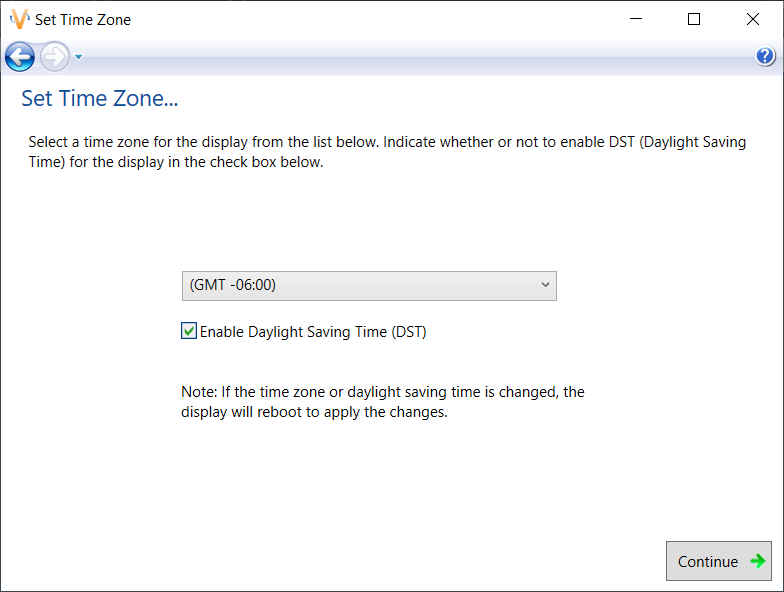 Set Time Zone
Set Time Zone...
Select a time zone for the display from the list below. Indicate whether or not to enable DST (Daylight Saving
Time) for the display in the check box below.
(GMT -06:00)
Enable Daylight Saving Time (DST)
Note: If the time zone or daylight saving time is changed, the
display will reboot to apply the changes.
Continue